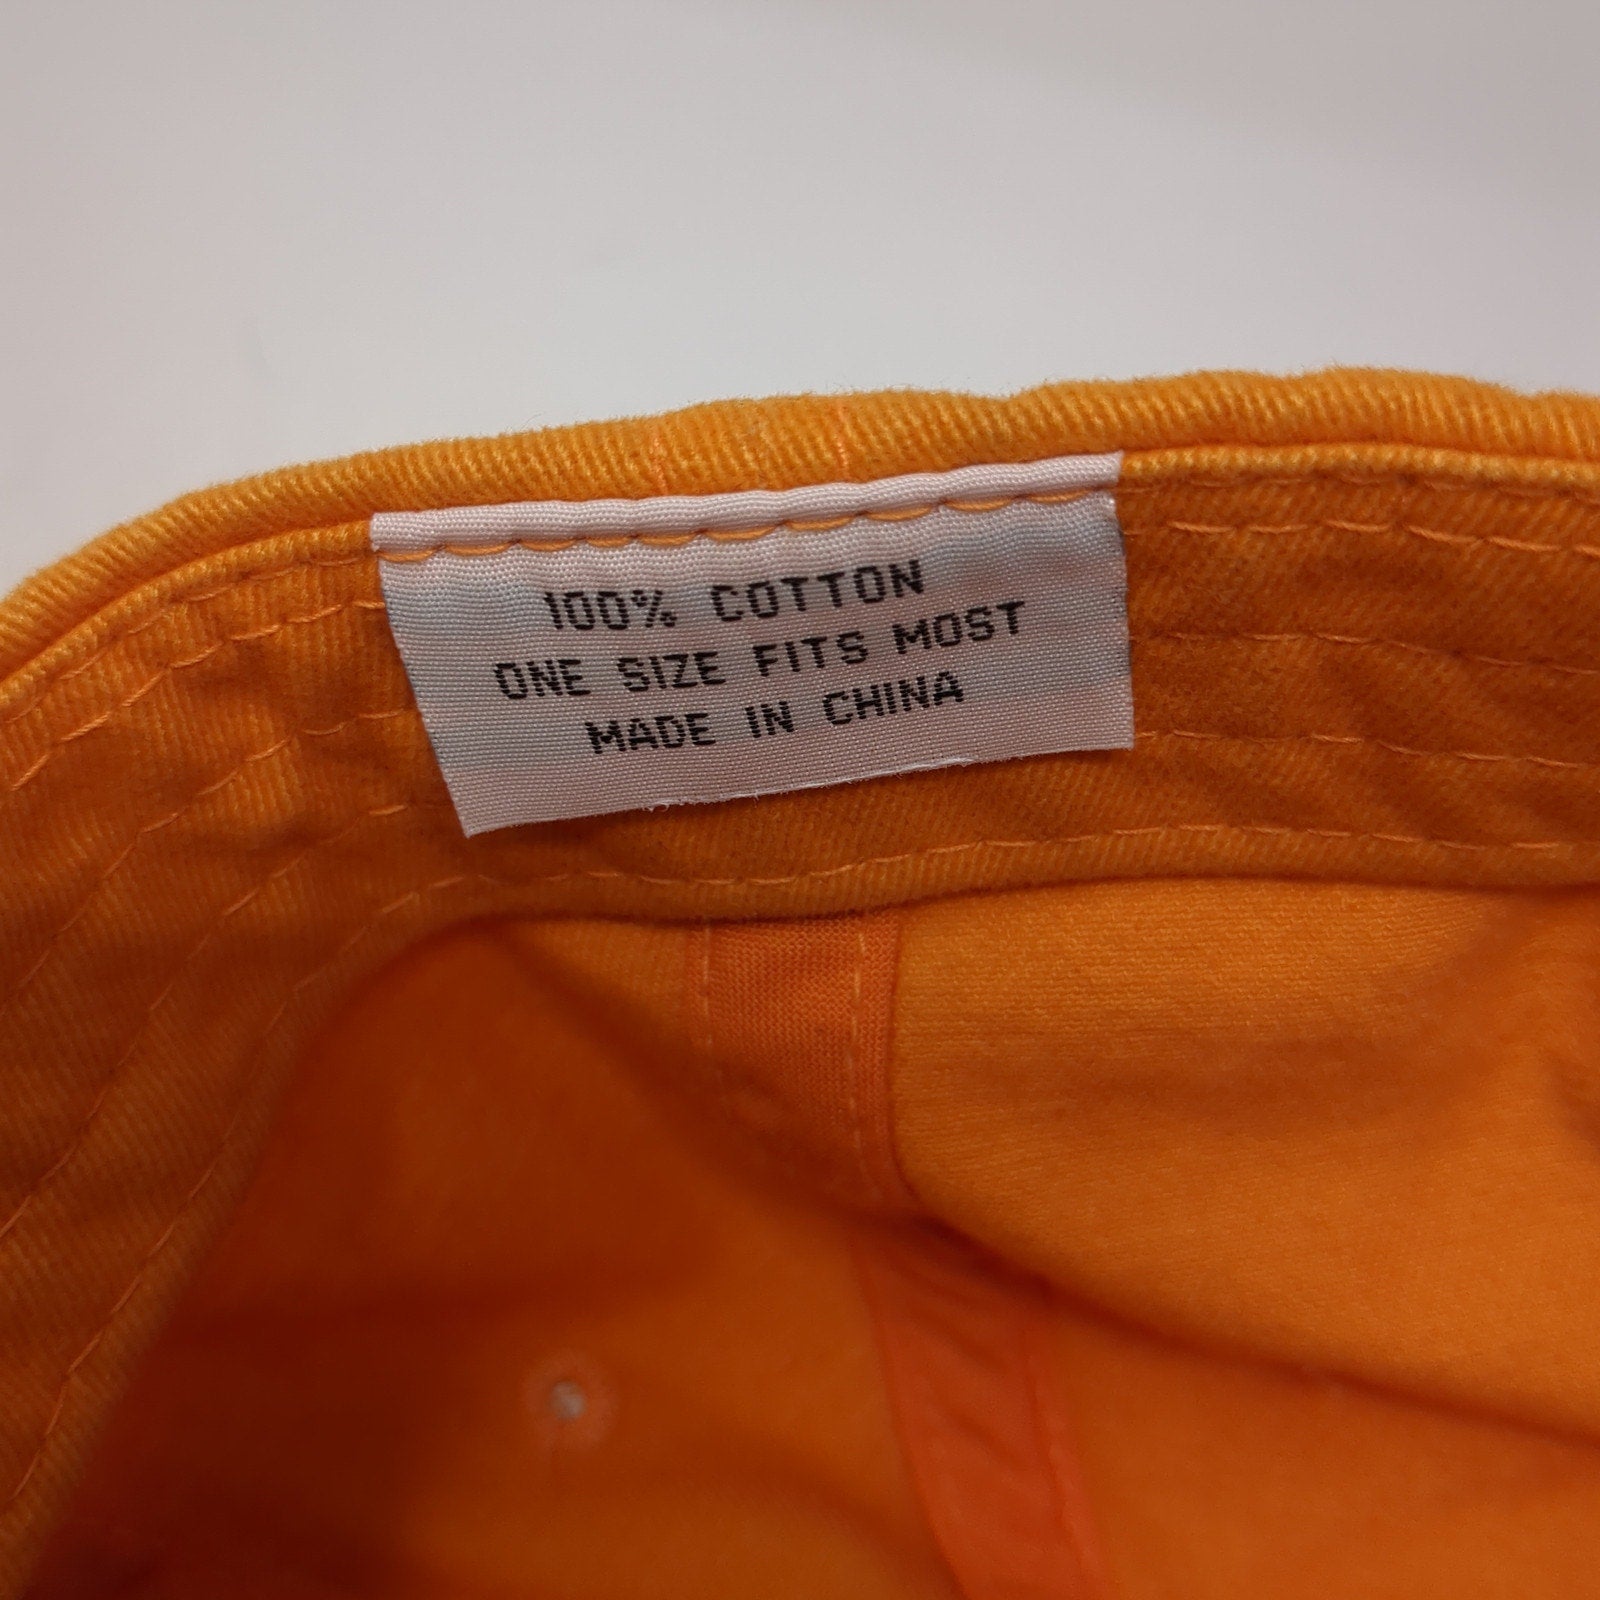 100% COTTON
ONE SIZE FITS MOST
MADE IN CHINA